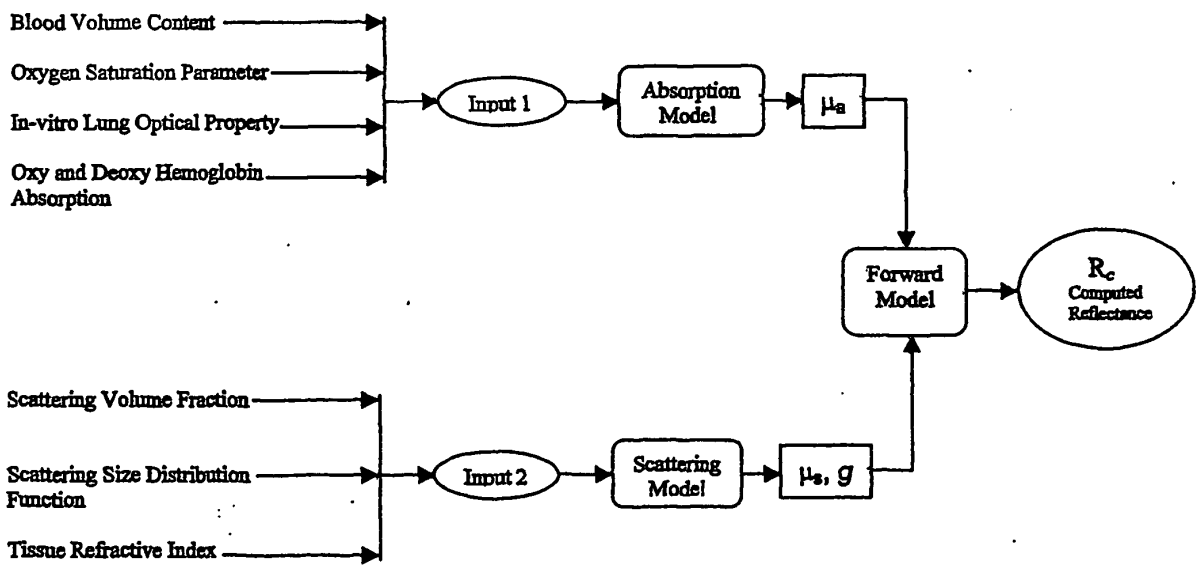 Blood Volume Content
Oxygen Saturation Parameter
In-vitro Lung Optical Property
Oxy and Deoxy Hemoglobin
Absorption
Input 1
Absorption
Model
μa
Forward
Model
Rc
Computed
Reflectance
Scattering Volume Fraction
Scattering Size Distribution
Function
Tissue Refractive Index
Input 2
Scattering
Model
μs, g